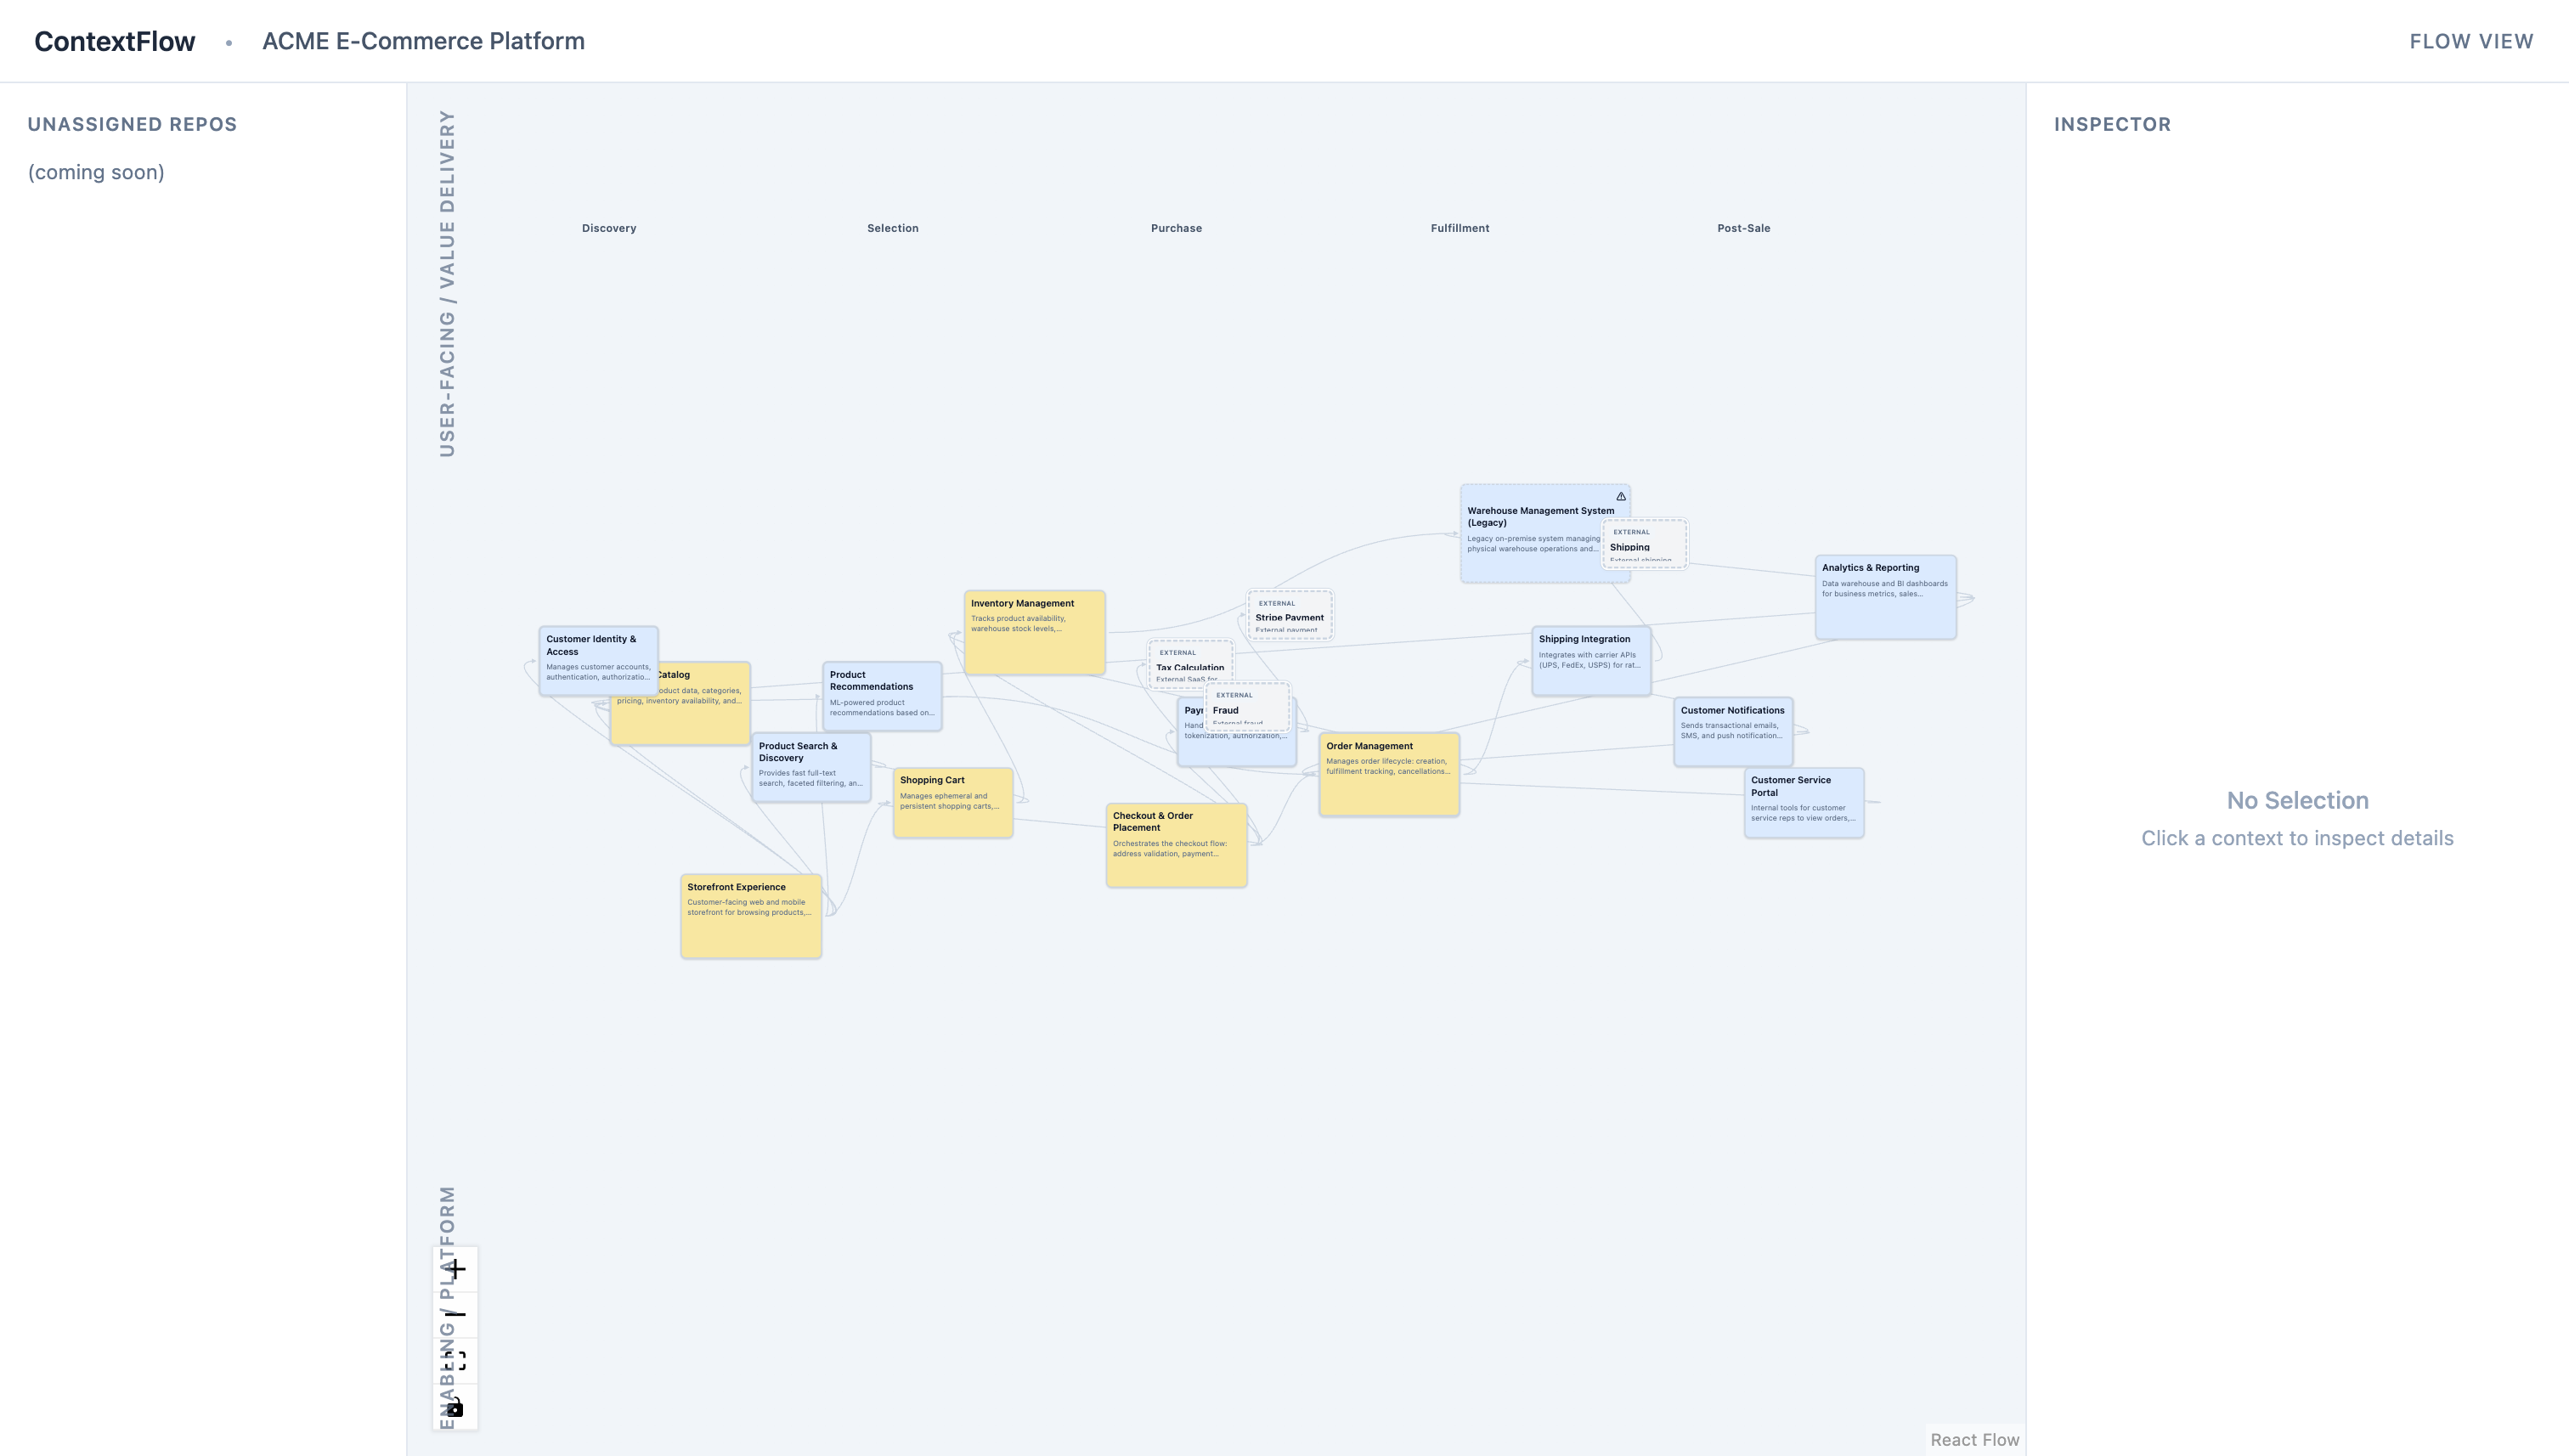 ContextFlow • ACME E-Commerce Platform
FLOW VIEW
UNASSIGNED REPOS
(coming soon)
USER-FACING / VALUE DELIVERY
ENABLING / PLATFORM
Discovery
Selection
Purchase
Fulfillment
Post-Sale
Warehouse Management System
(Legacy)
Legacy on-premise system managing
physical warehouse operations and...
EXTERNAL
Shipping
External shipping
Analytics & Reporting
Data warehouse and BI dashboards
for business metrics, sales...
Inventory Management
Tracks product availability,
warehouse stock levels,...
EXTERNAL
Stripe Payment
External payment
Customer Identity &
Access
Manages customer accounts,
authentication, authorizatio...
Catalog
product data, categories,
pricing, inventory availability, and...
Product
Recommendations
ML-powered product
recommendations based on...
EXTERNAL
Tax Calculation
External SaaS for
EXTERNAL
Fraud
External fraud
Hand
tokenization, authorization,...
Shipping Integration
Integrates with carrier APIs
(UPS, FedEx, USPS) for rat...
Customer Notifications
Sends transactional emails,
SMS, and push notification...
Product Search &
Discovery
Provides fast full-text
search, faceted filtering, an...
Shopping Cart
Manages ephemeral and
persistent shopping carts,...
Order Management
Manages order lifecycle: creation,
fulfillment tracking, cancellations...
Customer Service
Portal
Internal tools for customer
service reps to view orders,...
Checkout & Order
Placement
Orchestrates the checkout flow:
address validation, payment...
Storefront Experience
Customer-facing web and mobile
storefront for browsing products,...
React Flow
INSPECTOR
No Selection
Click a context to inspect details